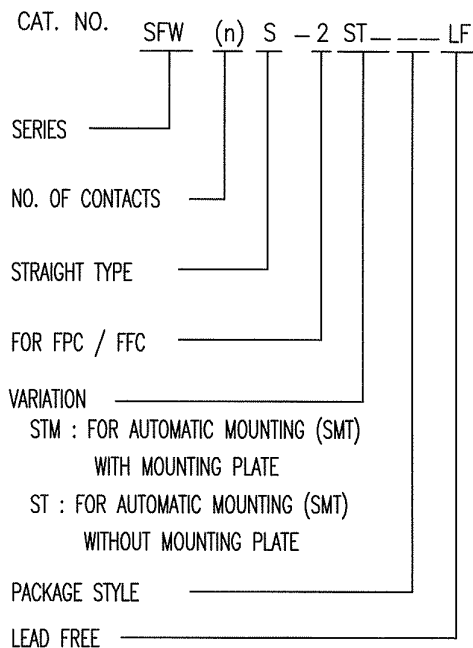 CAT. NO. SFW (n) S - 2 ST_ _ _ LF
SERIES
NO. OF CONTACTS
STRAIGHT TYPE
FOR FPC / FFC
VARIATION
STM : FOR AUTOMATIC MOUNTING (SMT)
WITH MOUNTING PLATE
ST : FOR AUTOMATIC MOUNTING (SMT)
WITHOUT MOUNTING PLATE
PACKAGE STYLE
LEAD FREE